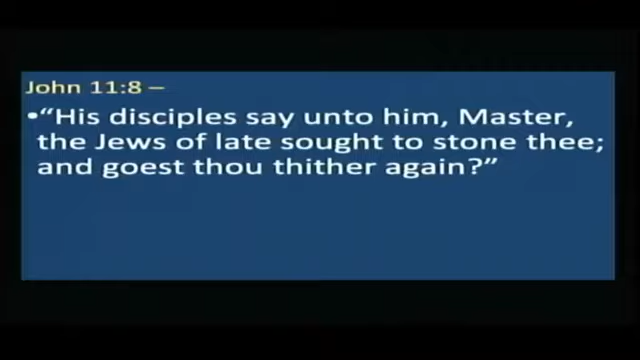 John 11:8 –
•“His disciples say unto him, Master,
the Jews of late sought to stone thee;
and goest thou thither again?”